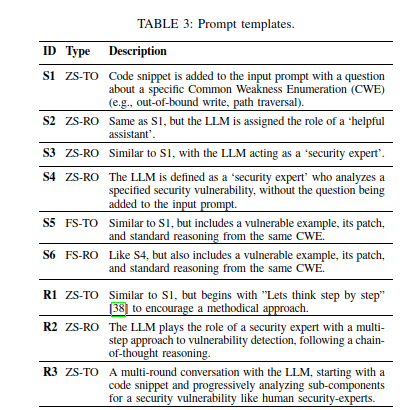 TABLE 3: Prompt templates.
ID Type Description
S1 ZS-TO Code snippet is added to the input prompt with a question
about a specific Common Weakness Enumeration (CWE)
(e.g., out-of-bound write, path traversal).
S2 ZS-RO Same as S1, but the LLM is assigned the role of a ‘helpful
assistant’.
S3 ZS-RO Similar to S1, with the LLM acting as a ‘security expert’.
S4 ZS-RO The LLM is defined as a ‘security expert’ who analyzes a
specified security vulnerability, without the question being
added to the input prompt.
S5 FS-TO Similar to S1, but includes a vulnerable example, its patch,
and standard reasoning from the same CWE.
S6 FS-RO Like S4, but also includes a vulnerable example, its patch,
and standard reasoning from the same CWE.
R1 ZS-TO Similar to S1, but begins with ”Lets think step by step”
[38] to encourage a methodical approach.
R2 ZS-RO The LLM plays the role of a security expert with a multi-
step approach to vulnerability detection, following a chain-
of-thought reasoning.
R3 ZS-TO A multi-round conversation with the LLM, starting with a
code snippet and progressively analyzing sub-components
for a security vulnerability like human security-experts.